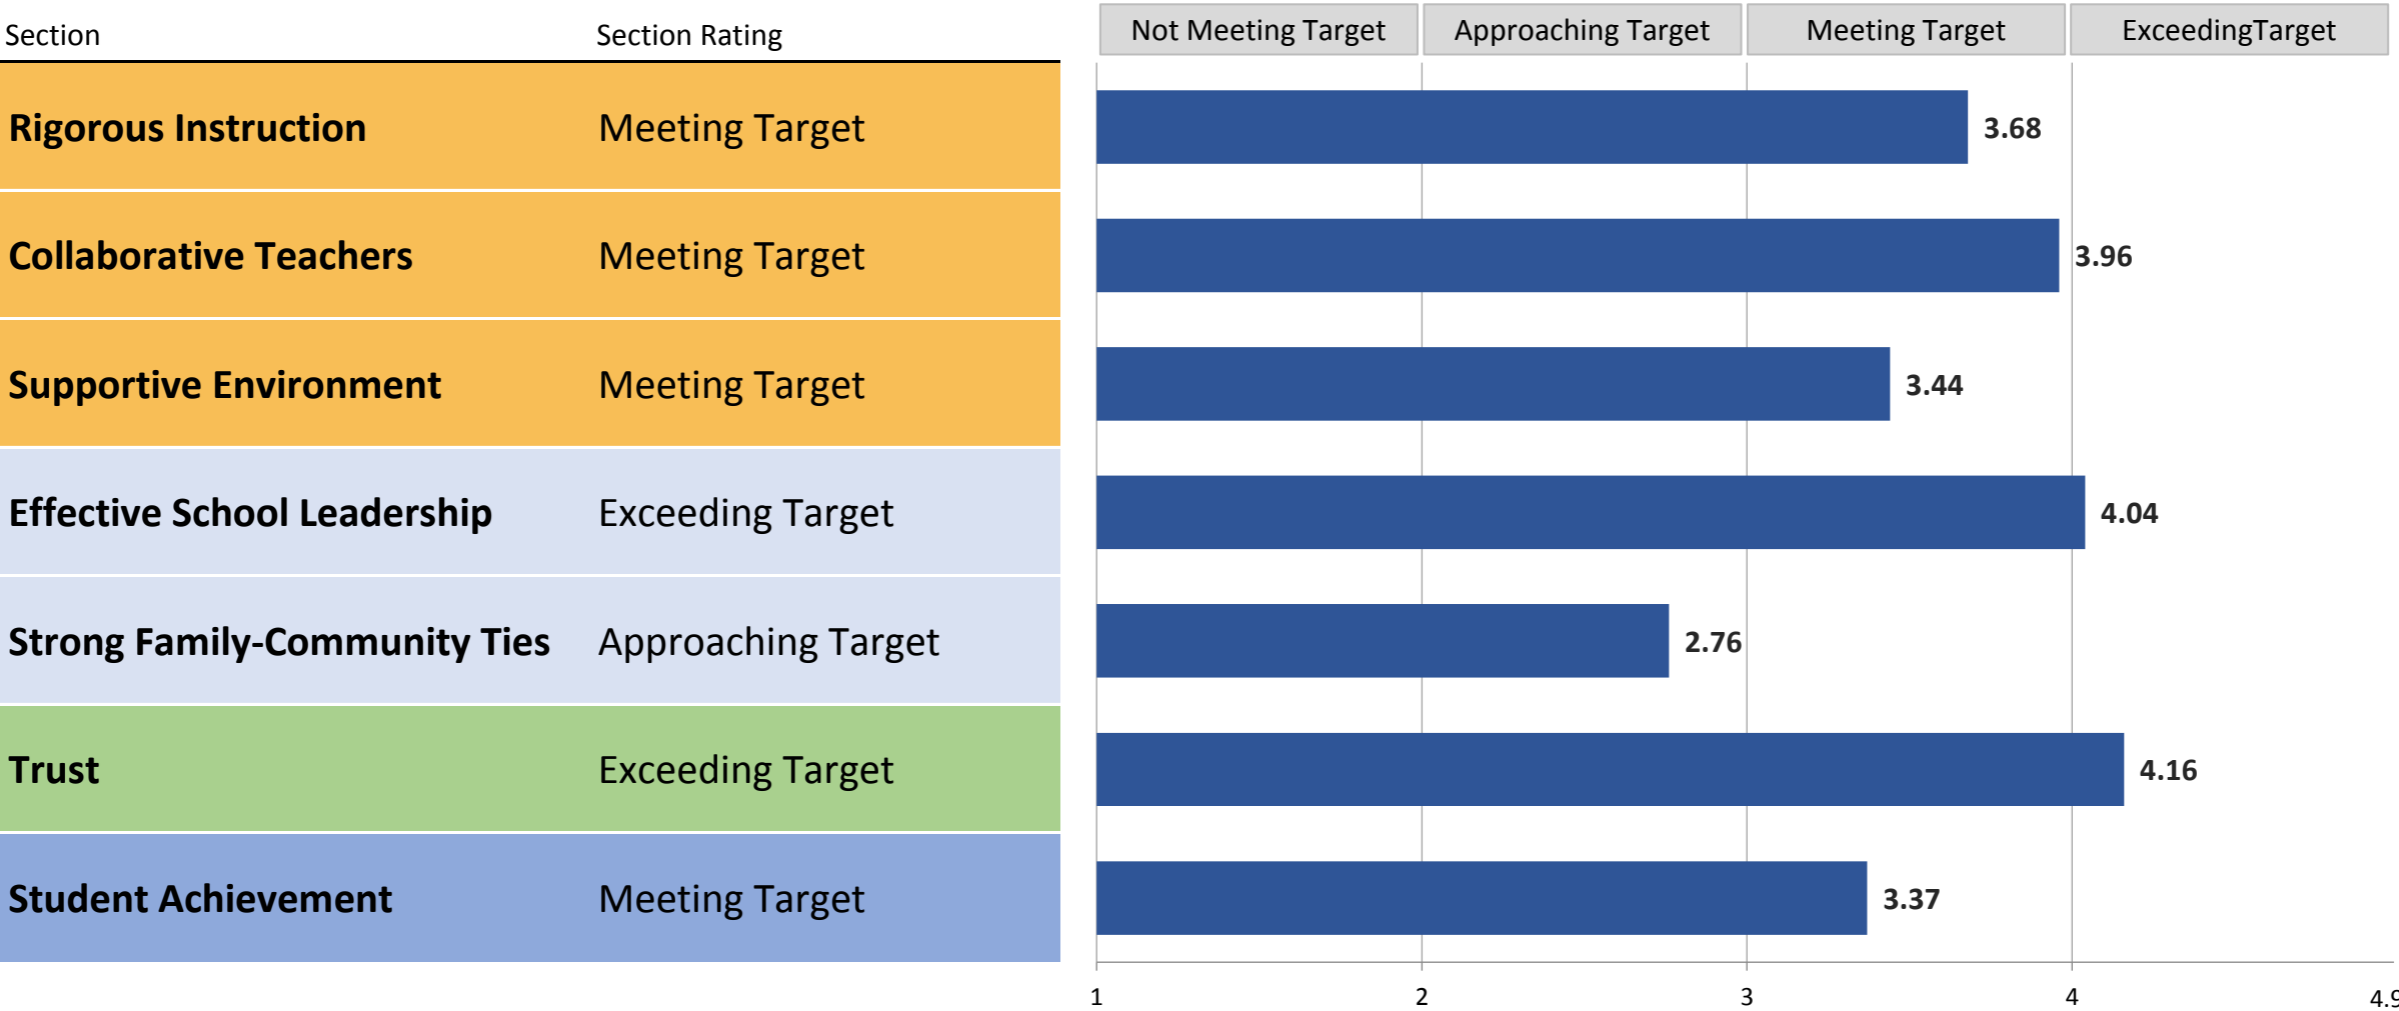 Section Section Rating Not Meeting Target Approaching Target Meeting Target ExceedingTarget
Rigorous Instruction Meeting Target 3.68
Collaborative Teachers Meeting Target 3.96
Supportive Environment Meeting Target 3.44
Effective School Leadership Exceeding Target 4.04
Strong Family-Community Ties Approaching Target 2.76
Trust Exceeding Target 4.16
Student Achievement Meeting Target 3.37
1 2 3 4 4.9